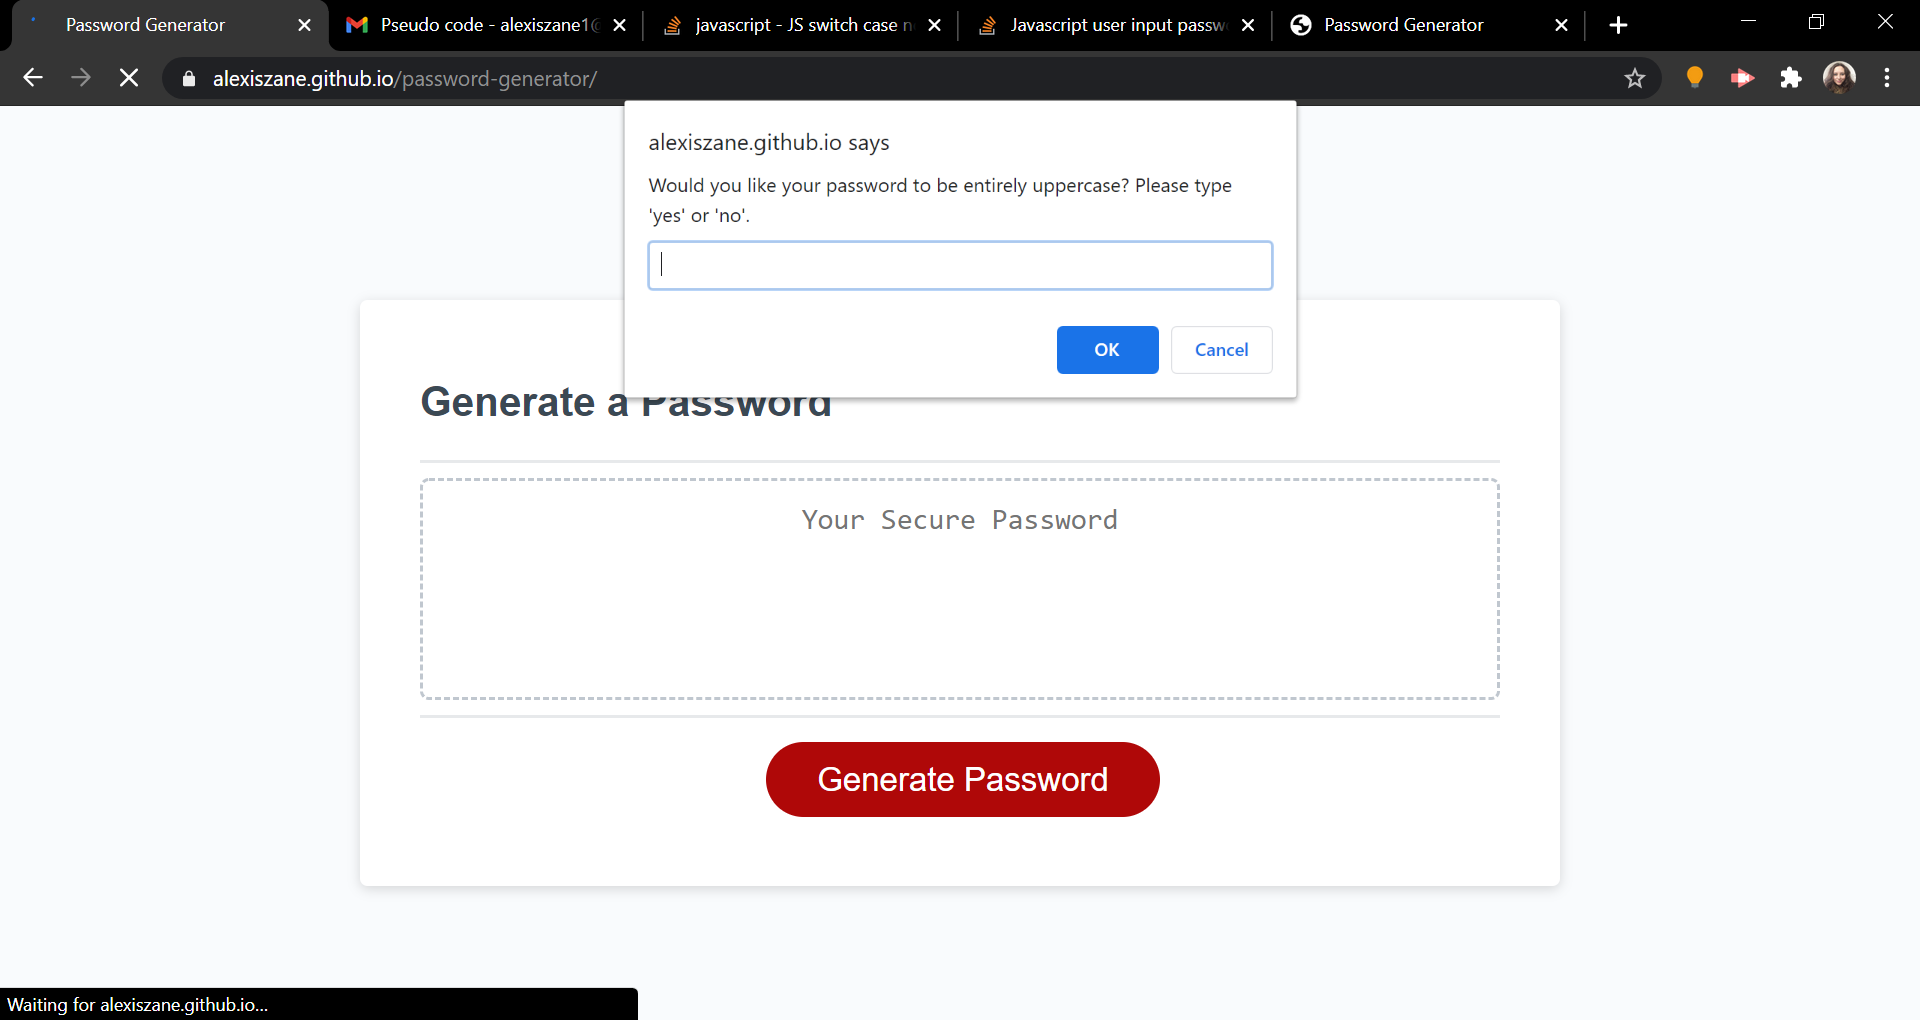 Password Generator
Pseudo code - alexiszane1@
javascript - JS switch case n
Javascript user input passw
Password Generator
alexiszane.github.io/password-generator/
alexiszane.github.io says
Would you like your password to be entirely uppercase? Please type
'yes' or 'no'.
OK
Cancel
Generate a Password
Your Secure Password
Generate Password
Waiting for alexiszane.github.io...